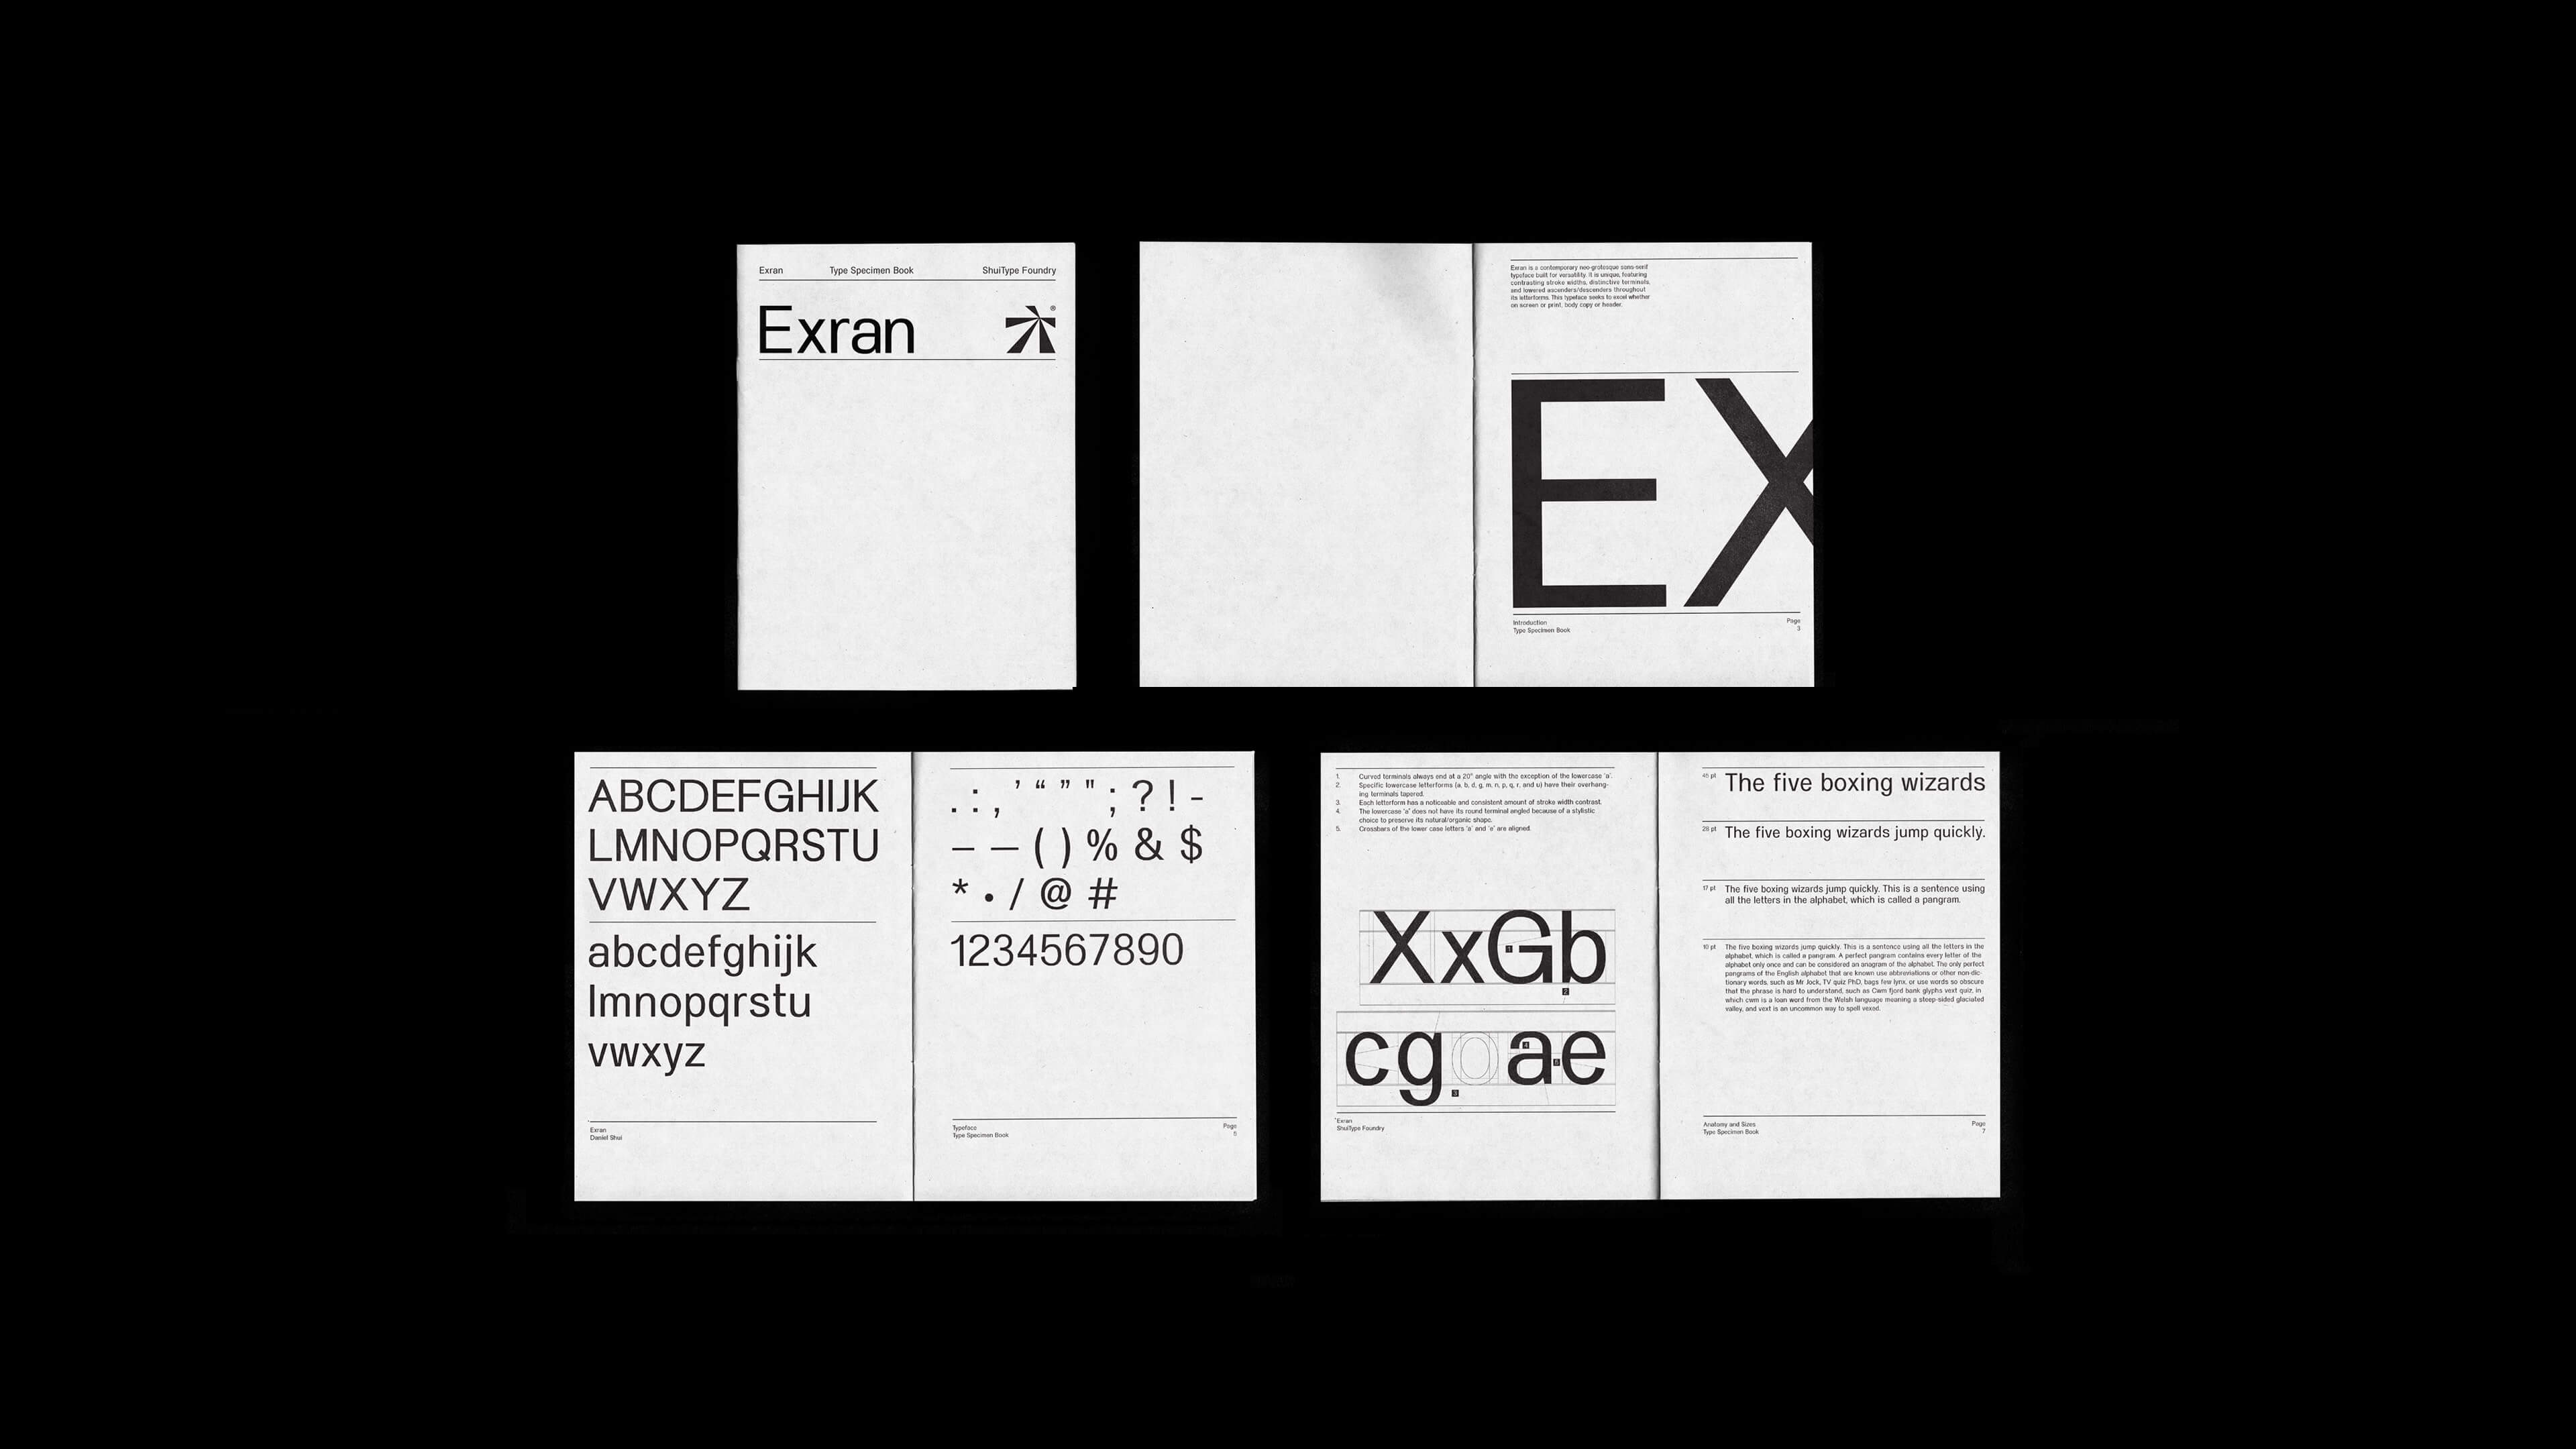 Exran
Type Specimen Book
ShuiType Foundry
Exran
®
Exran is a contemporary neo-grotesque sans-serif
typeface built for versatility. It is unique, featuring
contrasting stroke widths, distinctive terminals,
and lowered ascenders/descenders throughout
its letterforms. This typeface seeks to excel whether
on screen or print, body copy or header.
EX
Introduction
Type Specimen Book
Page
3
ABCDEFGHIJK
LMNOPQRSTU
VWXYZ
abcdefghijk
lmnopqrstu
vwxyz
Exran
Daniel Shui
. : , ’ “ ” " ; ? ! -
– — ( ) % & $
* • / @ #
1234567890
Typeface
Type Specimen Book
Page
5
1. Curved terminals always end at a 20° angle with the exception of the lowercase ‘a’.
2. Specific lowercase letterforms (a, b, d, g, m, n, p, q, r, and u) have their overhang-
ing terminals tapered.
3. Each letterform has a noticeable and consistent amount of stroke width contrast.
4. The lowercase ‘a’ does not have its round terminal angled because of a stylistic
choice to preserve its natural/organic shape.
5. Crossbars of the lower case letters ‘a’ and ‘e’ are aligned.
XxGb
1
2
cgoae
4
5
3
Exran
ShuiType Foundry
45 pt The five boxing wizards
28 pt The five boxing wizards jump quickly.
17 pt The five boxing wizards jump quickly. This is a sentence using
all the letters in the alphabet, which is called a pangram.
10 pt The five boxing wizards jump quickly. This is a sentence using all the letters in the
alphabet, which is called a pangram. A perfect pangram contains every letter of the
alphabet only once and can be considered an anagram of the alphabet. The only perfect
pangrams of the English alphabet that are known use abbreviations or other non-dic-
tionary words, such as Mr Jock, TV quiz PhD, bags few lynx, or use words so obscure
that the phrase is hard to understand, such as Cwm fjord bank glyphs vext quiz, in
which cwm is a loan word from the Welsh language meaning a steep-sided glaciated
valley, and vext is an uncommon way to spell vexed.
Anatomy and Sizes
Type Specimen Book
Page
7